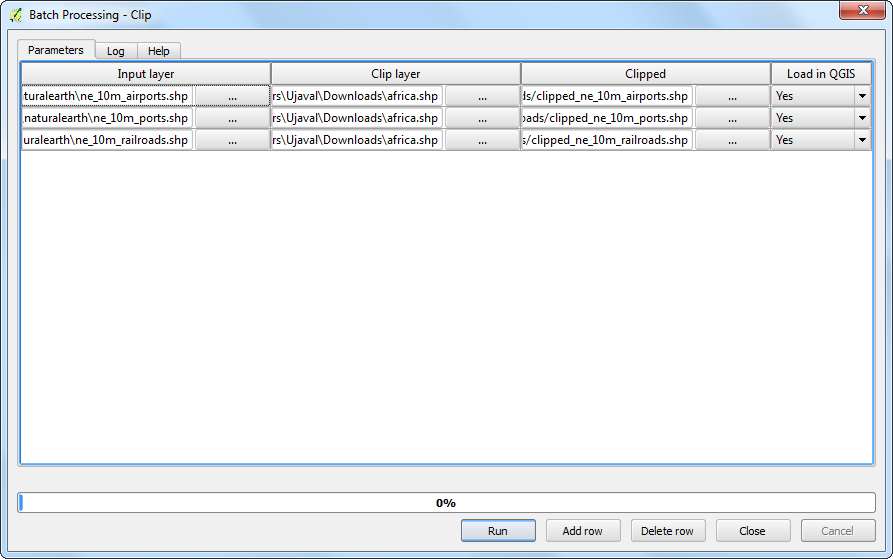 Batch Processing - Clip
Parameters Log Help
Input layer Clip layer Clipped Load in QGIS
turalearth\ne_10m_airports.shp ... rs\Ujaval\Downloads\africa.shp ... ds/clipped_ne_10m_airports.shp ... Yes
.naturalearth\ne_10m_ports.shp ... rs\Ujaval\Downloads\africa.shp ... oads/clipped_ne_10m_ports.shp ... Yes
uralearth\ne_10m_railroads.shp ... rs\Ujaval\Downloads\africa.shp ... s/clipped_ne_10m_railroads.shp ... Yes
0%
Run Add row Delete row Close Cancel